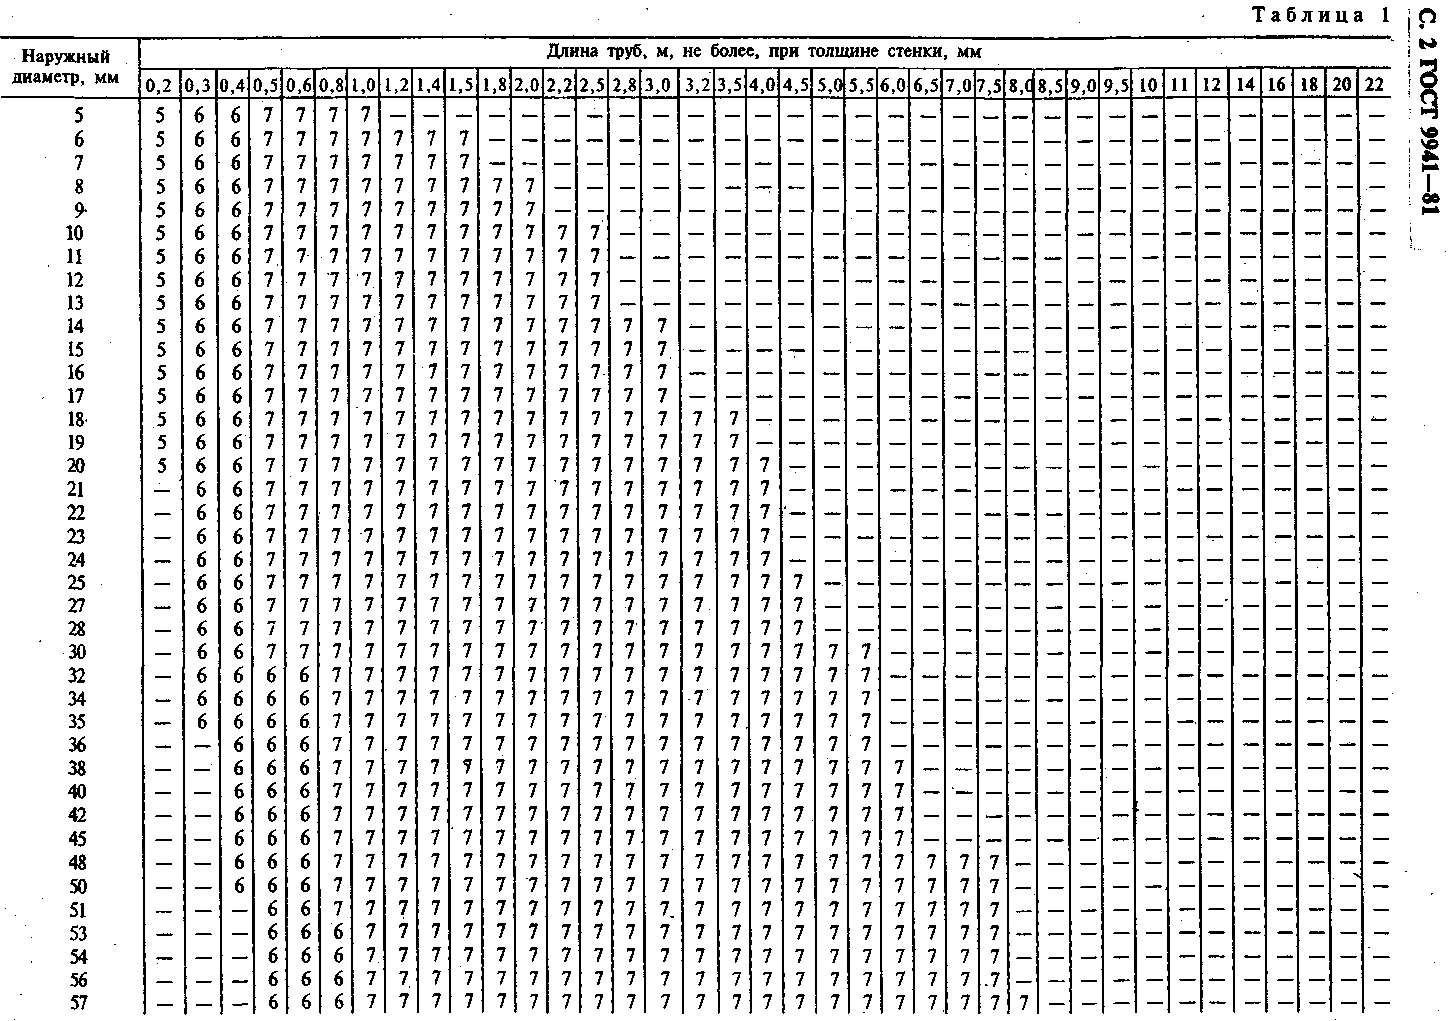 Таблица 1
С. 2 ГОСТ 9941—81
Наружный диаметр, мм
Длина труб, м, не более, при толщине стенки, мм
0,2 0,3 0,4 0,5 0,6 0,8 1,0 1,2 1,4 1,5 1,8 2,0 2,2 2,5 2,8 3,0 3,2 3,5 4,0 4,5 5,0 5,5 6,0 6,5 7,0 7,5 8,0 8,5 9,0 9,5 10 11 12 14 16 18 20 22
5 5 6 6 7 7 7 7 — — — — — — — — — — — — — — — — — — — — — — — — — — — — — — —
6 5 6 6 7 7 7 7 7 7 7 — — — — — — — — — — — — — — — — — — — — — — — — — — — —
7 5 6 6 7 7 7 7 7 7 7 — — — — — — — — — — — — — — — — — — — — — — — — — — — —
8 5 6 6 7 7 7 7 7 7 7 7 7 — — — — — — — — — — — — — — — — — — — — — — — — — —
9 5 6 6 7 7 7 7 7 7 7 7 7 — — — — — — — — — — — — — — — — — — — — — — — — — —
10 5 6 6 7 7 7 7 7 7 7 7 7 7 7 — — — — — — — — — — — — — — — — — — — — — — — —
11 5 6 6 7 7 7 7 7 7 7 7 7 7 7 — — — — — — — — — — — — — — — — — — — — — — — —
12 5 6 6 7 7 7 7 7 7 7 7 7 7 7 — — — — — — — — — — — — — — — — — — — — — — — —
13 5 6 6 7 7 7 7 7 7 7 7 7 7 7 — — — — — — — — — — — — — — — — — — — — — — — —
14 5 6 6 7 7 7 7 7 7 7 7 7 7 7 7 7 — — — — — — — — — — — — — — — — — — — — — —
15 5 6 6 7 7 7 7 7 7 7 7 7 7 7 7 7 — — — — — — — — — — — — — — — — — — — — — —
16 5 6 6 7 7 7 7 7 7 7 7 7 7 7 7 7 — — — — — — — — — — — — — — — — — — — — — —
17 5 6 6 7 7 7 7 7 7 7 7 7 7 7 7 7 — — — — — — — — — — — — — — — — — — — — — —
18 5 6 6 7 7 7 7 7 7 7 7 7 7 7 7 7 7 7 — — — — — — — — — — — — — — — — — — — —
19 5 6 6 7 7 7 7 7 7 7 7 7 7 7 7 7 7 7 — — — — — — — — — — — — — — — — — — — —
20 5 6 6 7 7 7 7 7 7 7 7 7 7 7 7 7 7 7 7 — — — — — — — — — — — — — — — — — — —
21 — 6 6 7 7 7 7 7 7 7 7 7 7 7 7 7 7 7 7 — — — — — — — — — — — — — — — — — — —
22 — 6 6 7 7 7 7 7 7 7 7 7 7 7 7 7 7 7 7 — — — — — — — — — — — — — — — — — — —
23 — 6 6 7 7 7 7 7 7 7 7 7 7 7 7 7 7 7 7 — — — — — — — — — — — — — — — — — — —
24 — 6 6 7 7 7 7 7 7 7 7 7 7 7 7 7 7 7 7 — — — — — — — — — — — — — — — — — — —
25 — 6 6 7 7 7 7 7 7 7 7 7 7 7 7 7 7 7 7 7 — — — — — — — — — — — — — — — — — —
27 — 6 6 7 7 7 7 7 7 7 7 7 7 7 7 7 7 7 7 7 — — — — — — — — — — — — — — — — — —
28 — 6 6 7 7 7 7 7 7 7 7 7 7 7 7 7 7 7 7 7 — — — — — — — — — — — — — — — — — —
30 — 6 6 7 7 7 7 7 7 7 7 7 7 7 7 7 7 7 7 7 7 7 — — — — — — — — — — — — — — — —
32 — 6 6 6 6 7 7 7 7 7 7 7 7 7 7 7 7 7 7 7 7 7 — — — — — — — — — — — — — — — —
34 — 6 6 6 6 7 7 7 7 7 7 7 7 7 7 7 7 7 7 7 7 7 — — — — — — — — — — — — — — — —
35 — 6 6 6 6 7 7 7 7 7 7 7 7 7 7 7 7 7 7 7 7 7 — — — — — — — — — — — — — — — —
36 — — 6 6 6 7 7 7 7 7 7 7 7 7 7 7 7 7 7 7 7 7 — — — — — — — — — — — — — — — —
38 — — 6 6 6 7 7 7 7 7 7 7 7 7 7 7 7 7 7 7 7 7 7 — — — — — — — — — — — — — — —
40 — — 6 6 6 7 7 7 7 7 7 7 7 7 7 7 7 7 7 7 7 7 7 — — — — — — — — — — — — — — —
42 — — 6 6 6 7 7 7 7 7 7 7 7 7 7 7 7 7 7 7 7 7 7 — — — — — — — — — — — — — — —
45 — — 6 6 6 7 7 7 7 7 7 7 7 7 7 7 7 7 7 7 7 7 7 — — — — — — — — — — — — — — —
48 — — 6 6 6 7 7 7 7 7 7 7 7 7 7 7 7 7 7 7 7 7 7 7 7 7 — — — — — — — — — — — —
50 — — 6 6 6 7 7 7 7 7 7 7 7 7 7 7 7 7 7 7 7 7 7 7 7 7 — — — — — — — — — — — —
51 — — — 6 6 7 7 7 7 7 7 7 7 7 7 7 7 7 7 7 7 7 7 7 7 7 — — — — — — — — — — — —
53 — — — 6 6 6 7 7 7 7 7 7 7 7 7 7 7 7 7 7 7 7 7 7 7 7 — — — — — — — — — — — —
54 — — — 6 6 6 7 7 7 7 7 7 7 7 7 7 7 7 7 7 7 7 7 7 7 7 — — — — — — — — — — — —
56 — — — 6 6 6 7 7 7 7 7 7 7 7 7 7 7 7 7 7 7 7 7 7 7 7 — — — — — — — — — — — —
57 — — — 6 6 6 7 7 7 7 7 7 7 7 7 7 7 7 7 7 7 7 7 7 7 7 7 — — — — — — — — — — —